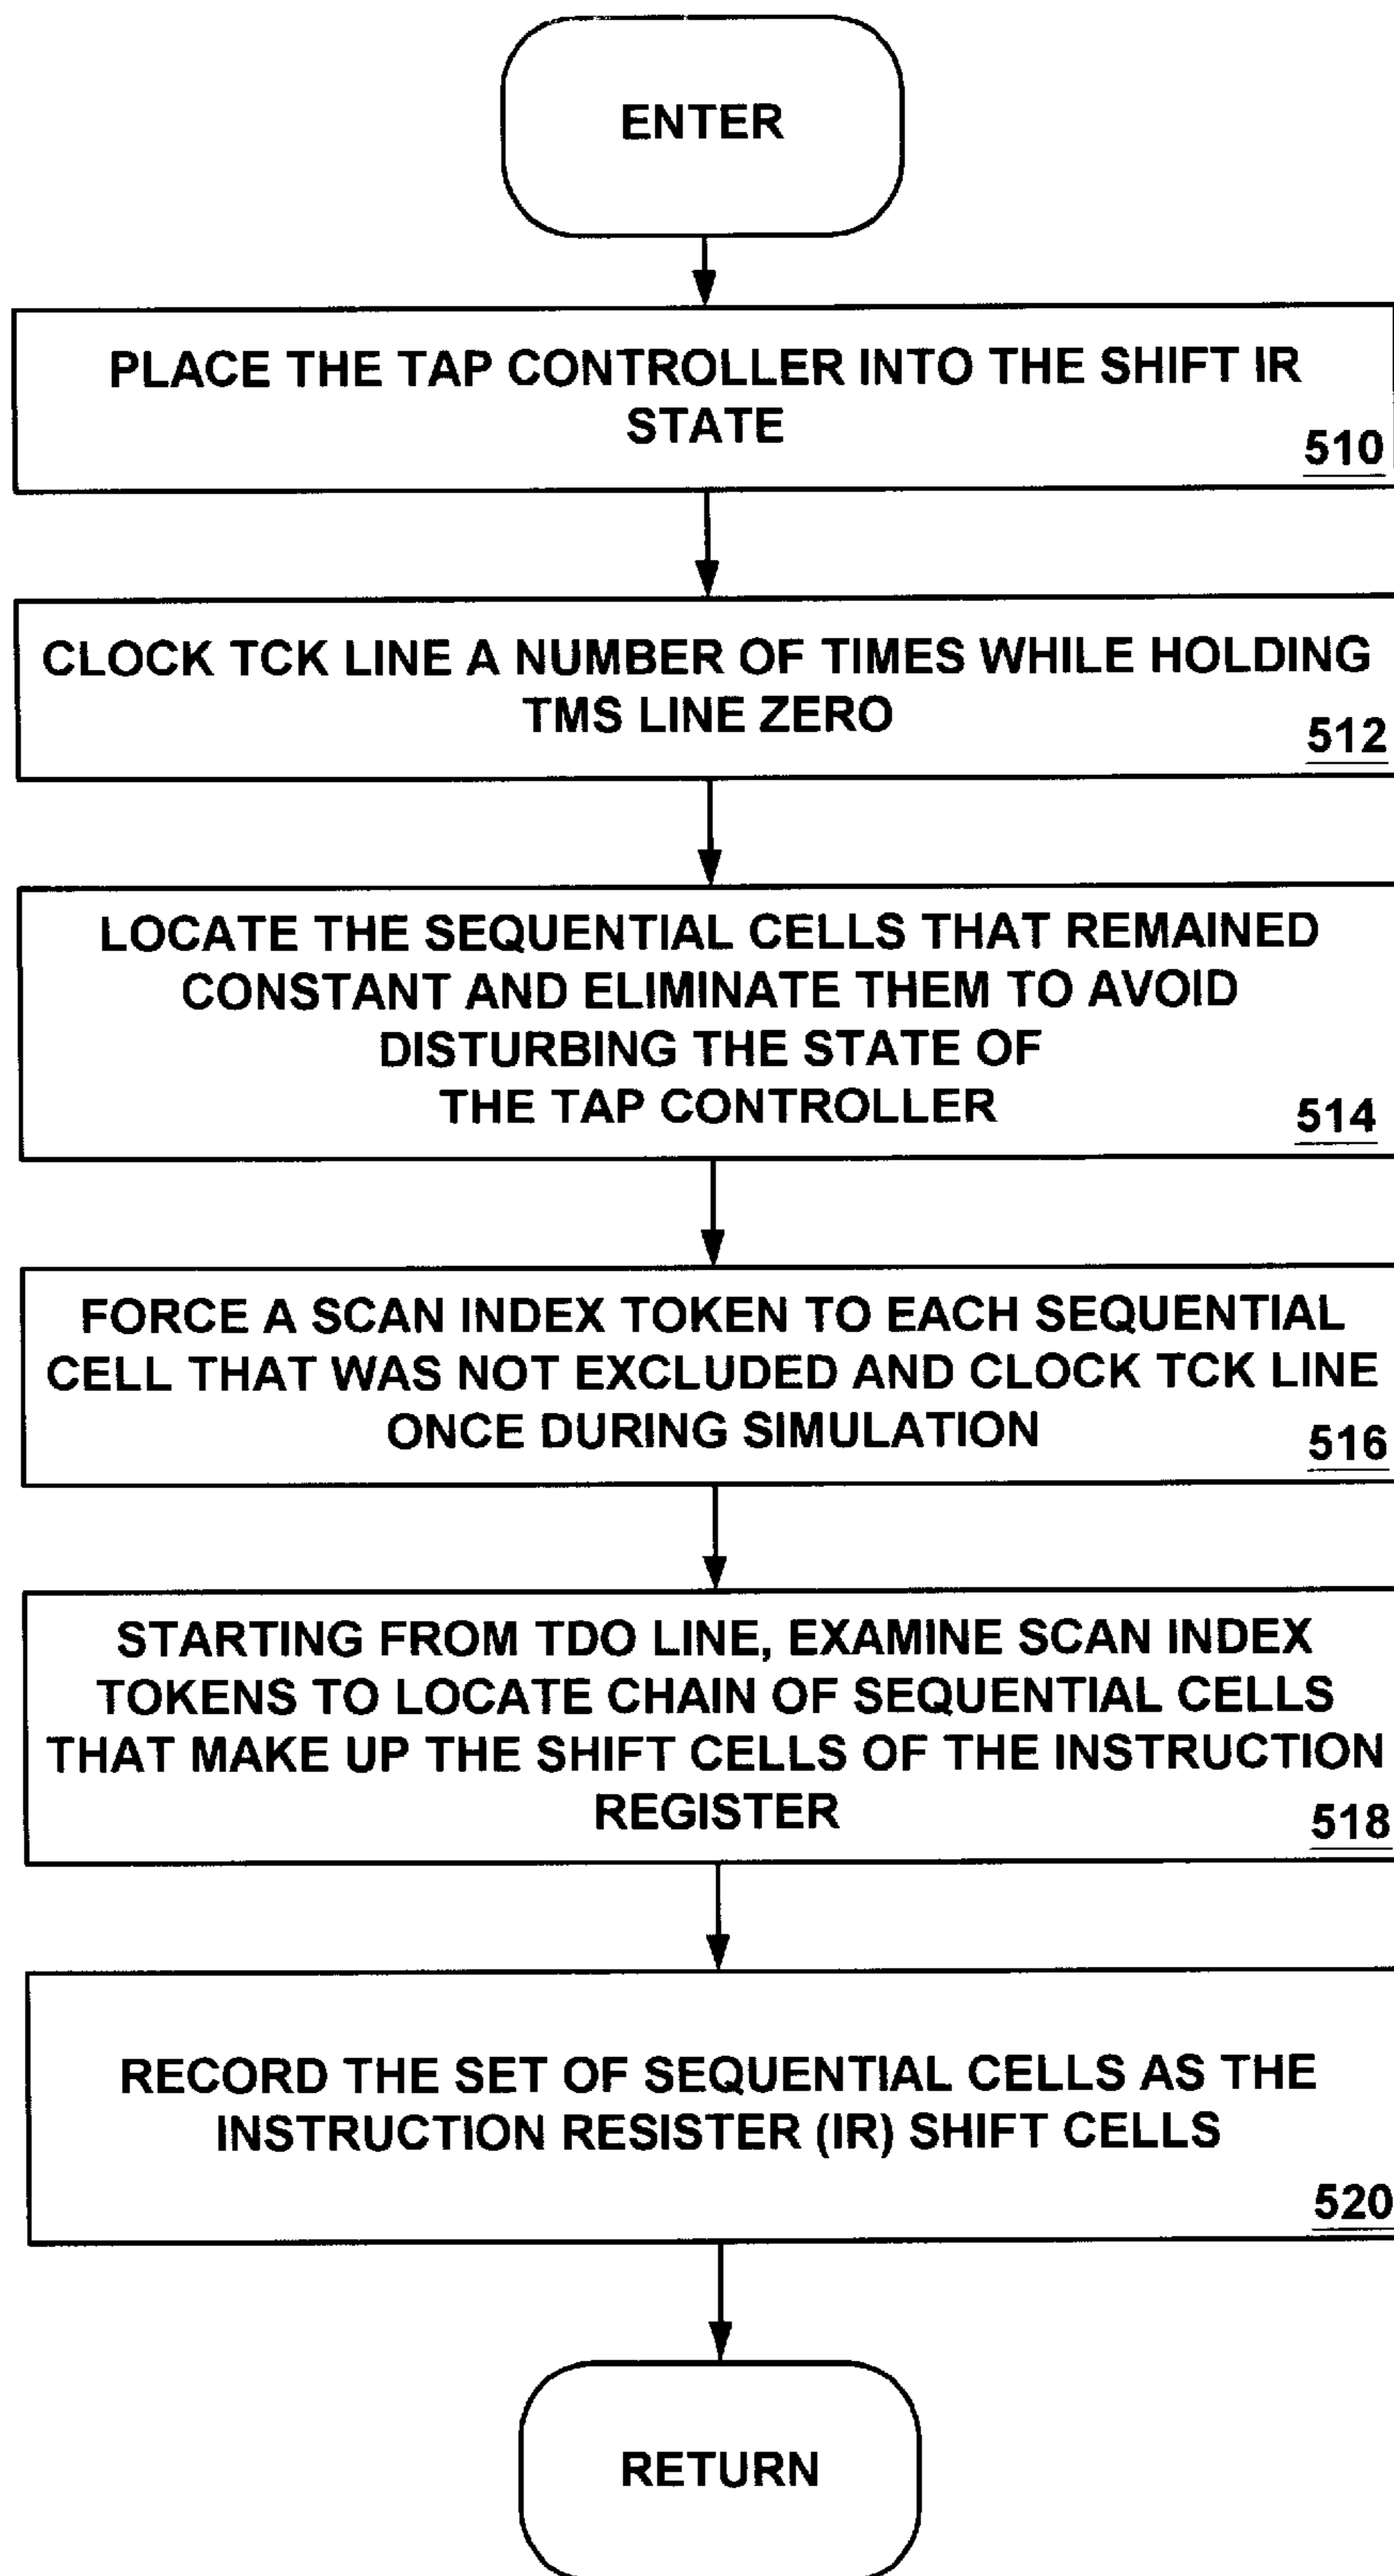 ENTER
PLACE THE TAP CONTROLLER INTO THE SHIFT IR
STATE
510
CLOCK TCK LINE A NUMBER OF TIMES WHILE HOLDING
TMS LINE ZERO
512
LOCATE THE SEQUENTIAL CELLS THAT REMAINED
CONSTANT AND ELIMINATE THEM TO AVOID
DISTURBING THE STATE OF
THE TAP CONTROLLER
514
FORCE A SCAN INDEX TOKEN TO EACH SEQUENTIAL
CELL THAT WAS NOT EXCLUDED AND CLOCK TCK LINE
ONCE DURING SIMULATION
516
STARTING FROM TDO LINE, EXAMINE SCAN INDEX
TOKENS TO LOCATE CHAIN OF SEQUENTIAL CELLS
THAT MAKE UP THE SHIFT CELLS OF THE INSTRUCTION
REGISTER
518
RECORD THE SET OF SEQUENTIAL CELLS AS THE
INSTRUCTION RESISTER (IR) SHIFT CELLS
520
RETURN